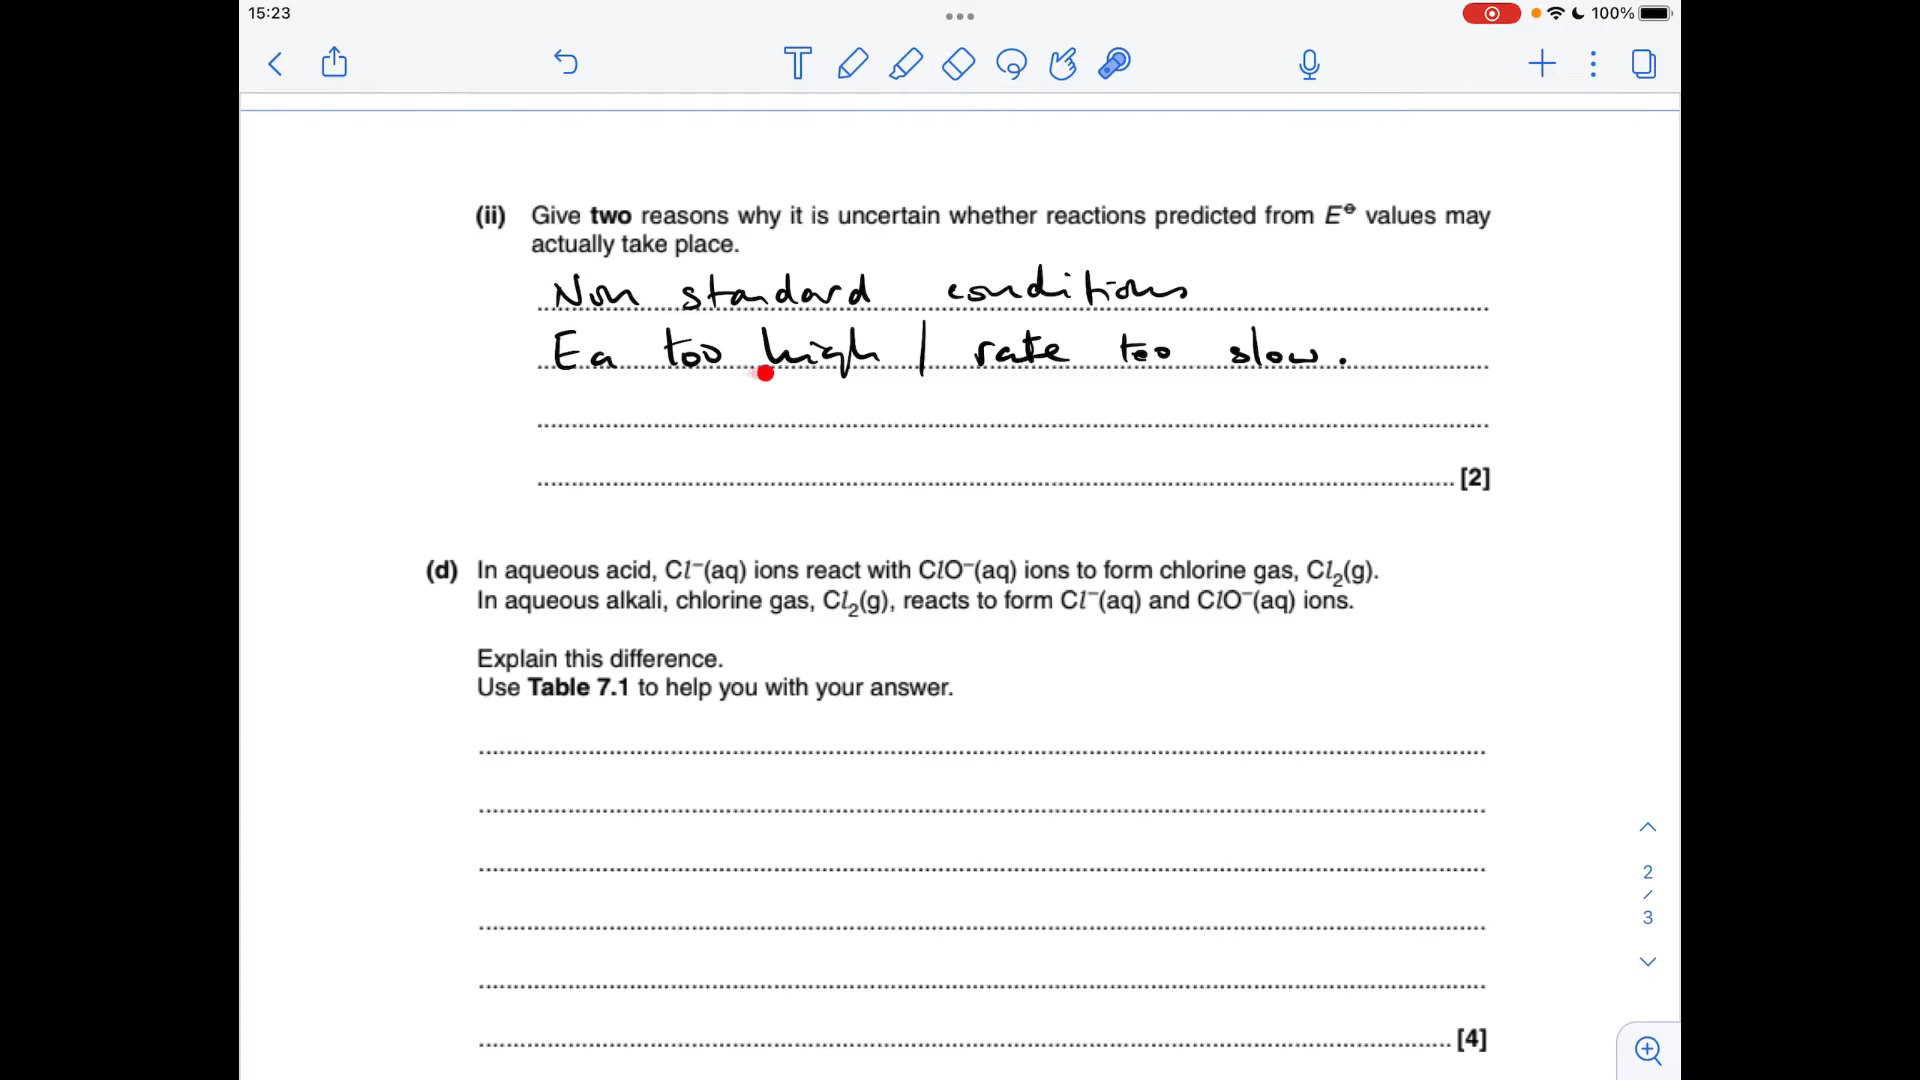 15:23
100%
(ii) Give two reasons why it is uncertain whether reactions predicted from E⦵ values may
actually take place.
Non standard conditions
Ea too high / rate too slow.
[2]
(d) In aqueous acid, Cl⁻(aq) ions react with ClO⁻(aq) ions to form chlorine gas, Cl₂(g).
In aqueous alkali, chlorine gas, Cl₂(g), reacts to form Cl⁻(aq) and ClO⁻(aq) ions.
Explain this difference.
Use Table 7.1 to help you with your answer.
[4]
2
/
3